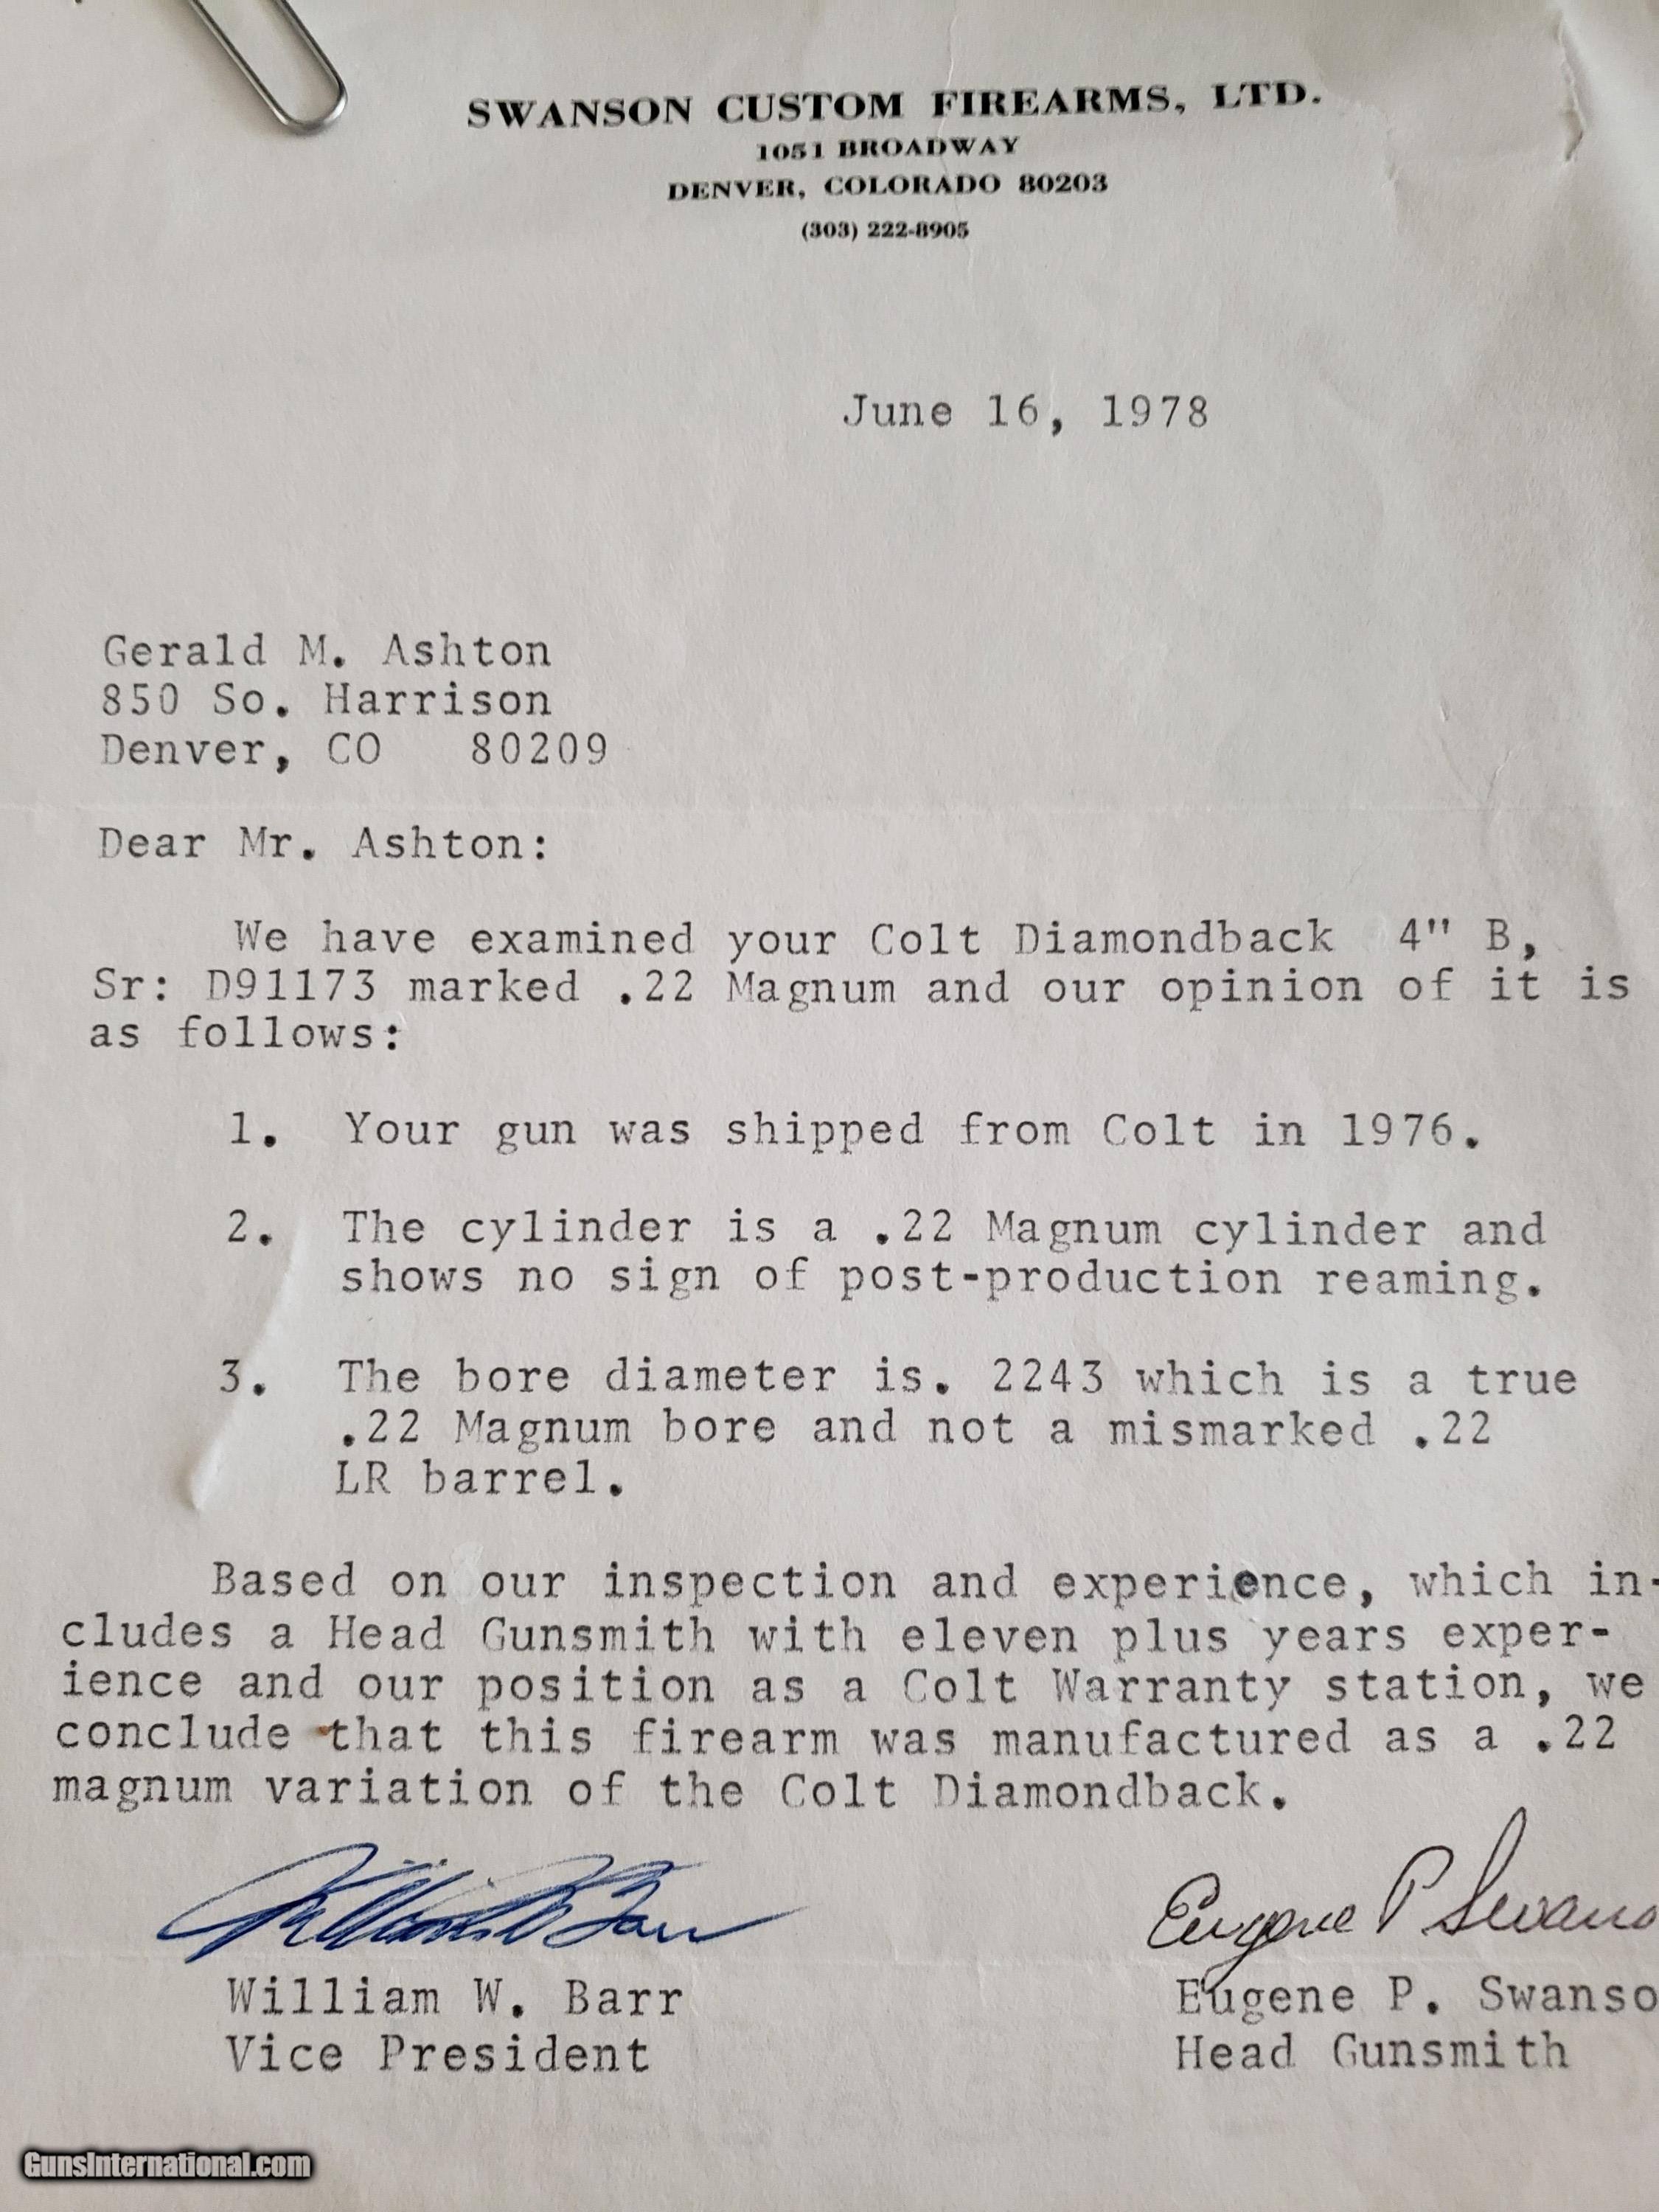 SWANSON CUSTOM FIREARMS, LTD.
1051 BROADWAY
DENVER, COLORADO 80203
(303) 222-8905
June 16, 1978
Gerald M. Ashton
850 So. Harrison
Denver, CO 80209
Dear Mr. Ashton:
We have examined your Colt Diamondback 4" B,
Sr: D91173 marked .22 Magnum and our opinion of it is
as follows:
1. Your gun was shipped from Colt in 1976.
2. The cylinder is a .22 Magnum cylinder and
shows no sign of post-production reaming.
3. The bore diameter is. 2243 which is a true
.22 Magnum bore and not a mismarked .22
LR barrel.
Based on our inspection and experience, which in-
cludes a Head Gunsmith with eleven plus years exper-
ience and our position as a Colt Warranty station, we
conclude that this firearm was manufactured as a .22
magnum variation of the Colt Diamondback.
William W. Barr Eugene P Swanso
William W. Barr Eugene P. Swanso
Vice President Head Gunsmith
GunsInternational.com